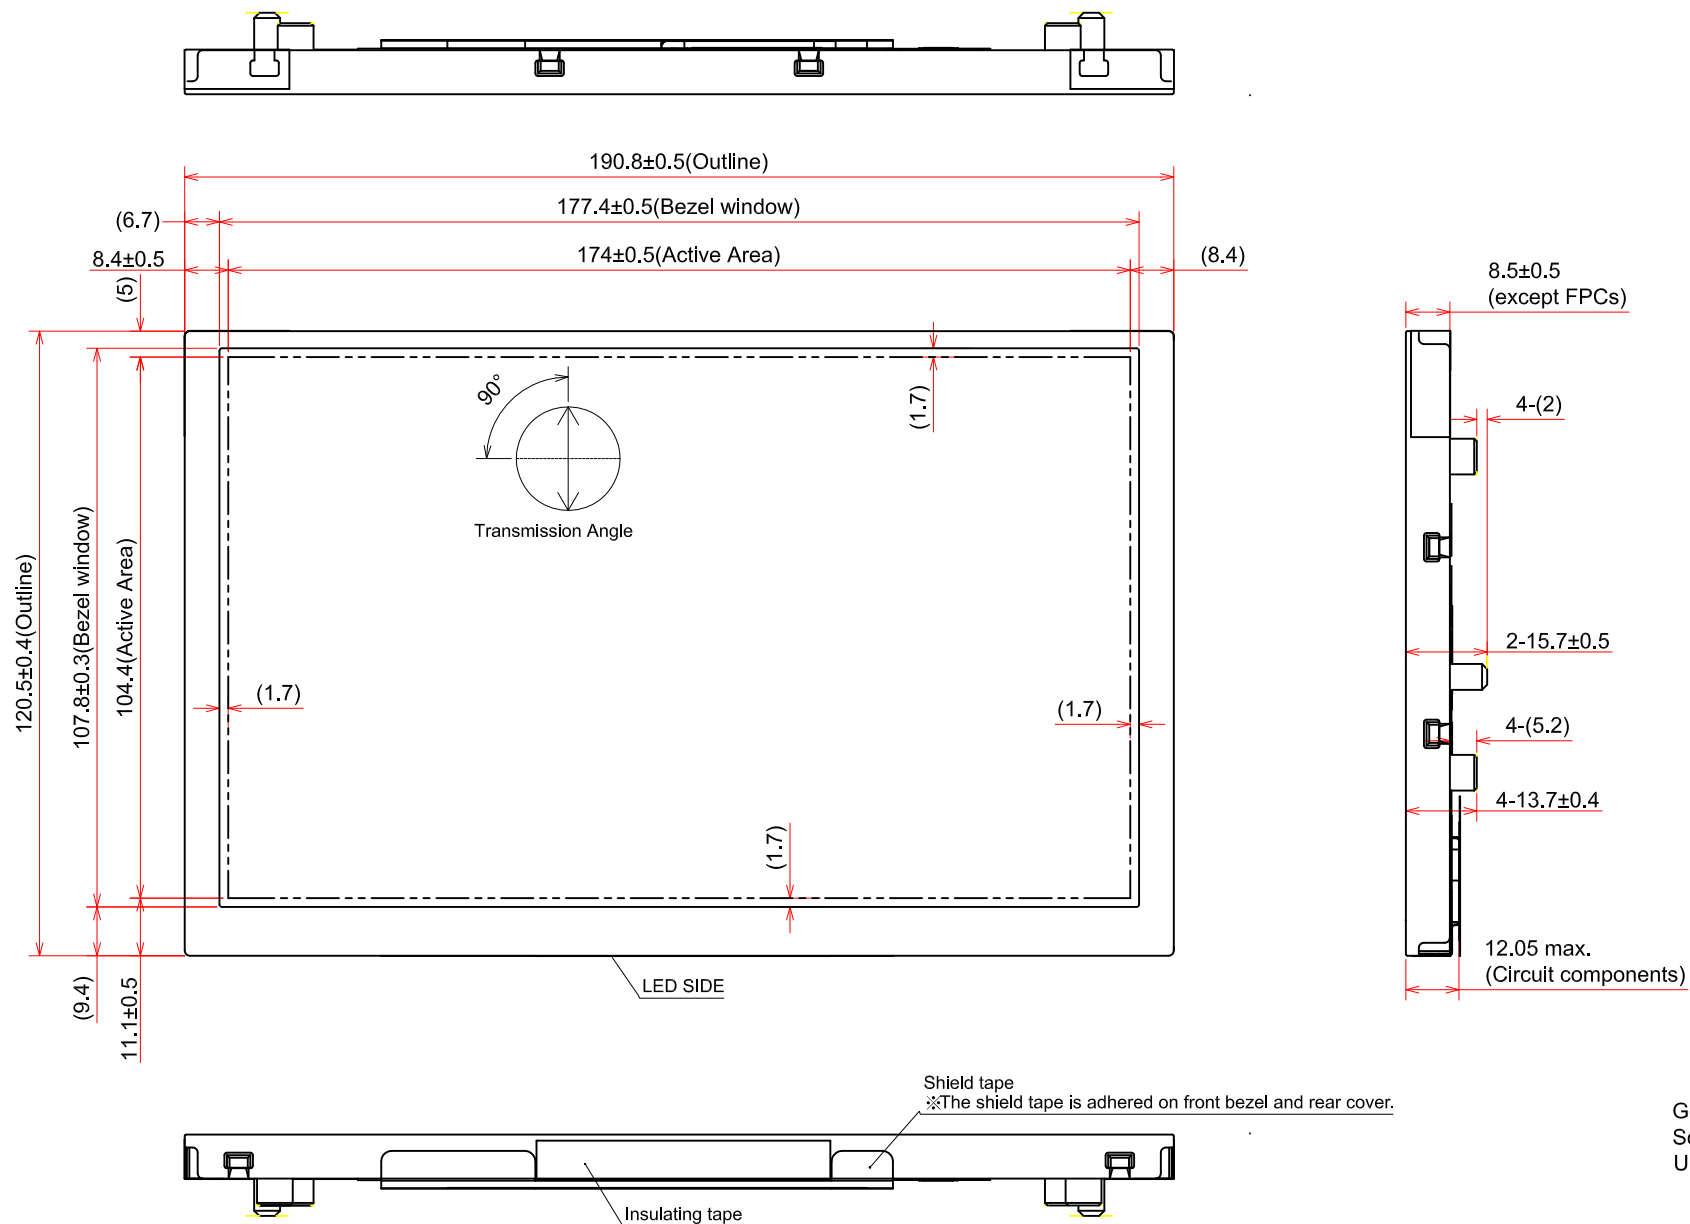 190.8±0.5(Outline)
177.4±0.5(Bezel window)
(6.7)
174±0.5(Active Area)
8.4±0.5
(8.4)
(5)
8.5±0.5
(except FPCs)
90°
(1.7)
4-(2)
Transmission Angle
120.5±0.4(Outline)
107.8±0.3(Bezel window)
104.4(Active Area)
(1.7)
(1.7)
2-15.7±0.5
4-(5.2)
4-13.7±0.4
(1.7)
12.05 max.
(Circuit components)
(9.4)
11.1±0.5
LED SIDE
Shield tape
※The shield tape is adhered on front bezel and rear cover.
G
U
Insulating tape